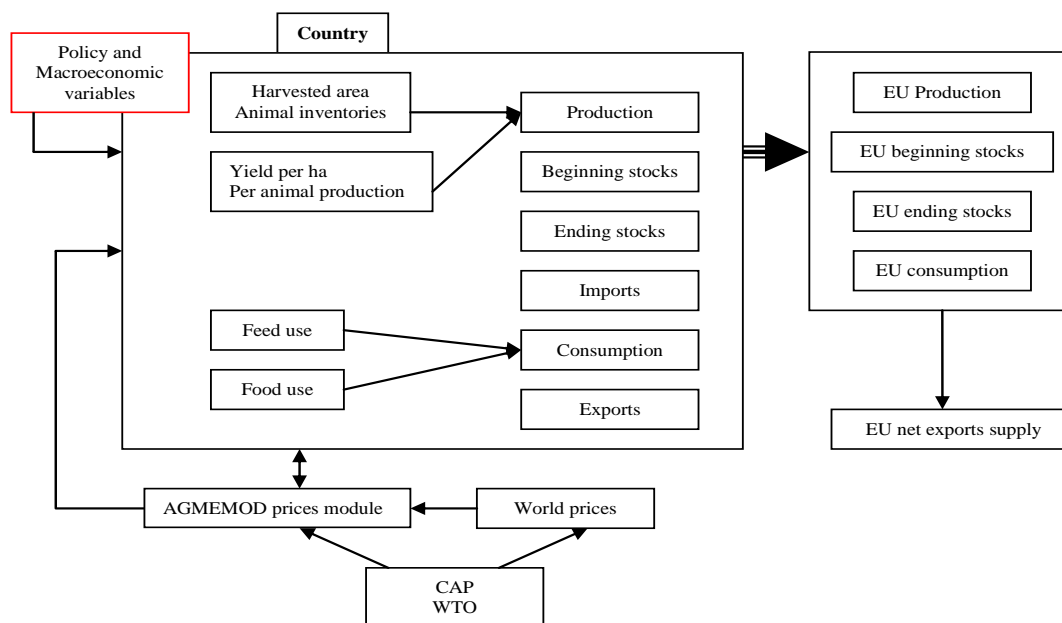 Country
Policy and
Macroeconomic
variables
Harvested area
Animal inventories
Yield per ha
Per animal production
Feed use
Food use
Production
Beginning stocks
Ending stocks
Imports
Consumption
Exports
EU Production
EU beginning stocks
EU ending stocks
EU consumption
EU net exports supply
AGMEMOD prices module
World prices
CAP
WTO